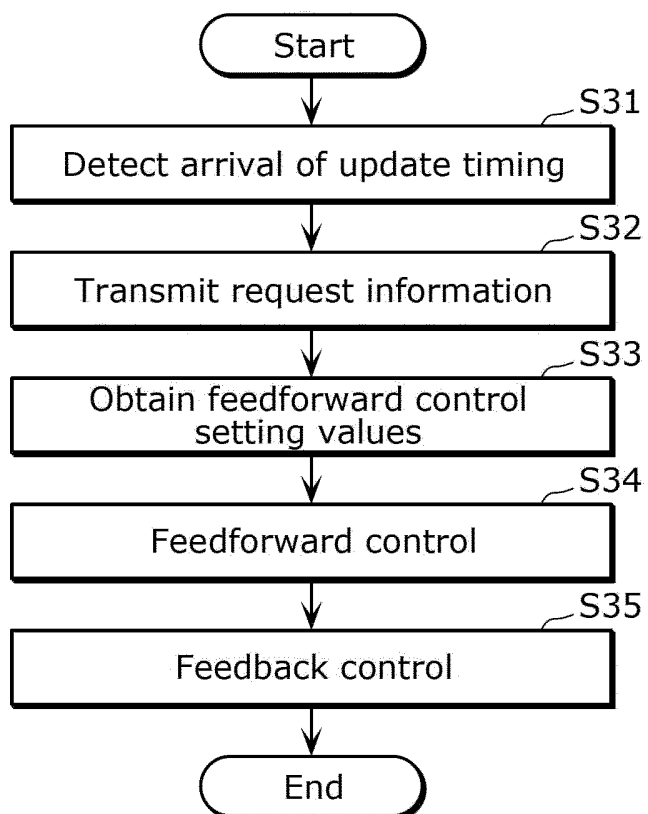 Start
S31
Detect arrival of update timing
S32
Transmit request information
S33
Obtain feedforward control
setting values
S34
Feedforward control
S35
Feedback control
End